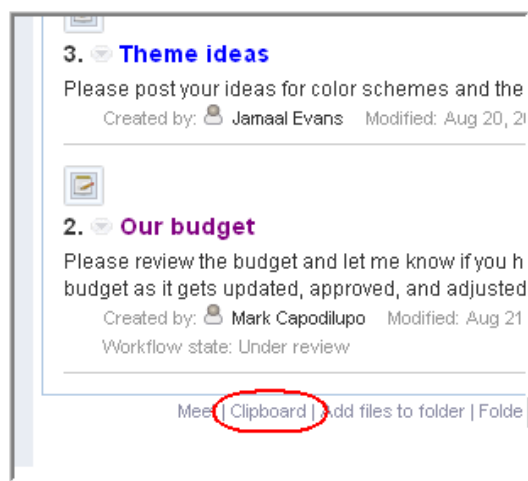 3. Theme ideas
Please post your ideas for color schemes and the
Created by: Jamaal Evans Modified: Aug 20, 20
2. Our budget
Please review the budget and let me know if you h
budget as it gets updated, approved, and adjusted
Created by: Mark Capodilupo Modified: Aug 21
Workflow state: Under review
Meet | Clipboard | Add files to folder | Folde